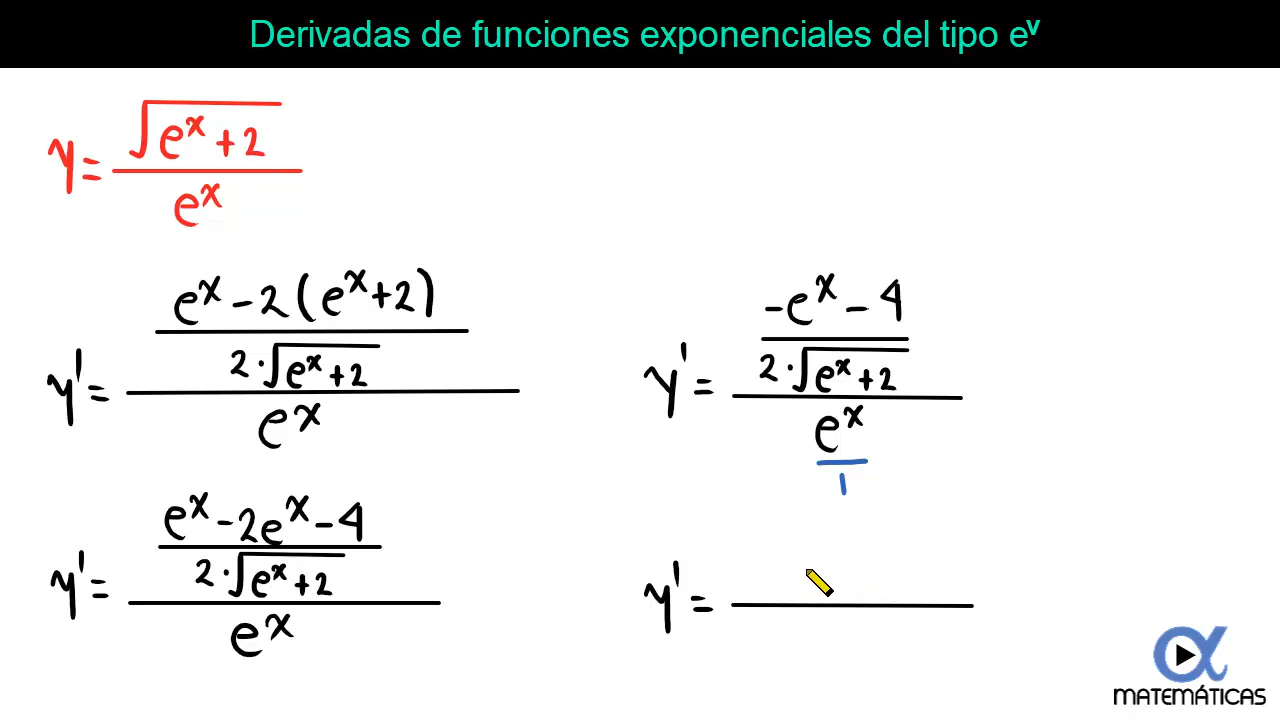 Derivadas de funciones exponenciales del tipo eᵛ
y = √(eˣ + 2) / eˣ
y' = (eˣ - 2(eˣ + 2)) / (2·√(eˣ + 2)) / eˣ
y' = (eˣ - 2eˣ - 4) / (2·√(eˣ + 2)) / eˣ
y' = (-eˣ - 4) / (2·√(eˣ + 2)) / (eˣ / 1)
y' =
MATEMÁTICAS